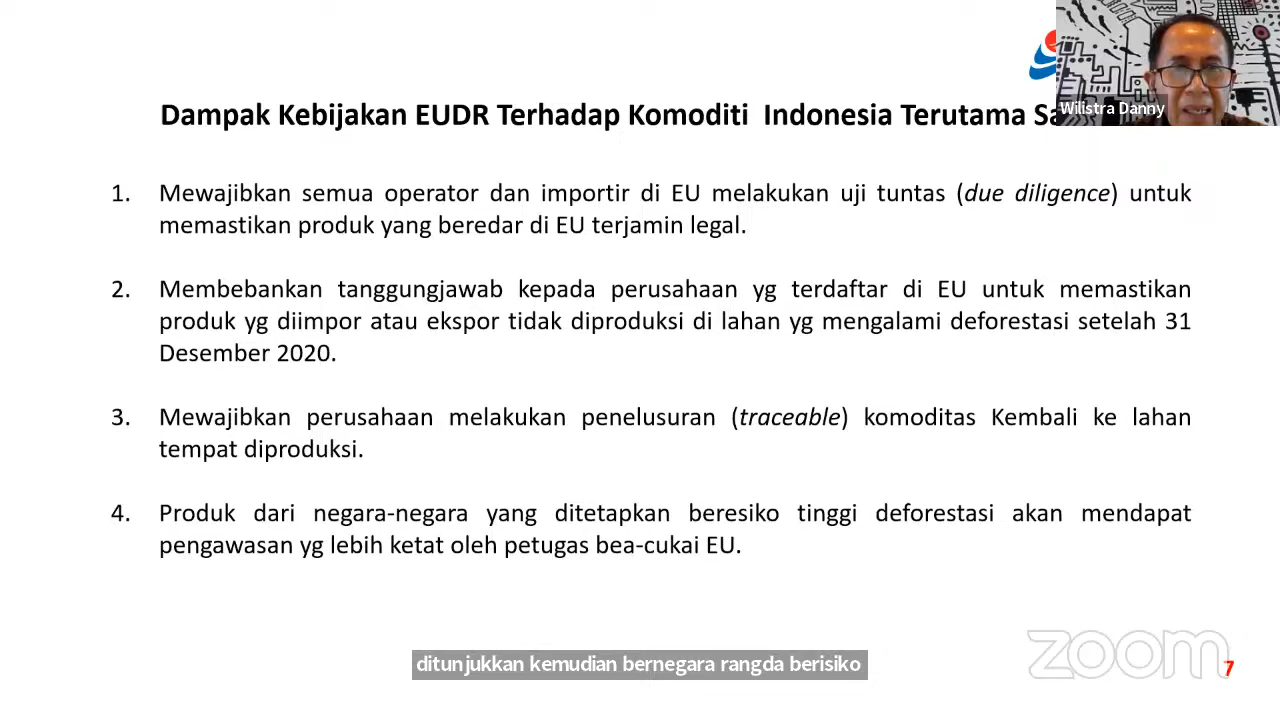 Dampak Kebijakan EUDR Terhadap Komoditi Indonesia Terutama
Wilistra Danny
1. Mewajibkan semua operator dan importir di EU melakukan uji tuntas (due diligence) untuk
memastikan produk yang beredar di EU terjamin legal.
2. Membebankan tanggungjawab kepada perusahaan yg terdaftar di EU untuk memastikan
produk yg diimpor atau ekspor tidak diproduksi di lahan yg mengalami deforestasi setelah 31
Desember 2020.
3. Mewajibkan perusahaan melakukan penelusuran (traceable) komoditas Kembali ke lahan
tempat diproduksi.
4. Produk dari negara-negara yang ditetapkan beresiko tinggi deforestasi akan mendapat
pengawasan yg lebih ketat oleh petugas bea-cukai EU.
ditunjukkan kemudian bernegara rangda berisiko
zoom
7